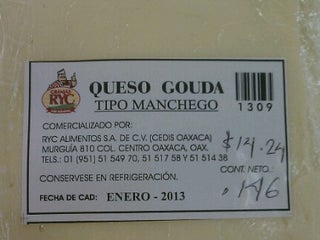 RYC
QUESO GOUDA
TIPO MANCHEGO
1309
COMERCIALIZADO POR:
RYC ALIMENTOS S.A. DE C.V. (CEDIS OAXACA)
MURGUÍA 810 COL. CENTRO OAXACA, OAX.
TELS.: 01 (951) 51 549 70, 51 517 58 Y 51 514 38
$14.24
CONT. NETO:
CONSERVESE EN REFRIGERACIÓN.
FECHA DE CAD: ENERO - 2013